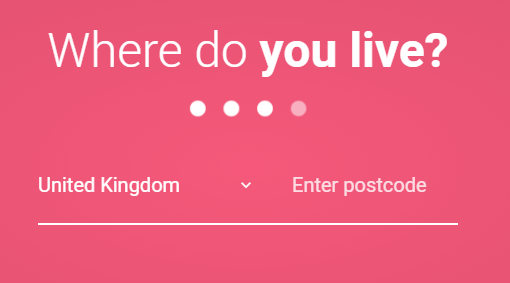 Where do you live?
United Kingdom Enter postcode